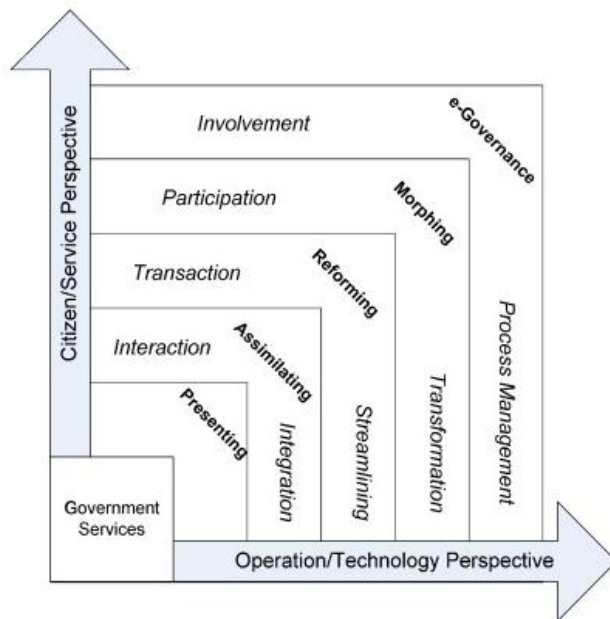 Citizen/Service Perspective
Involvement
e-Governance
Participation
Morphing
Transaction
Reforming
Interaction
Assimilating
Presenting
Integration
Streamlining
Transformation
Process Management
Government
Services
Operation/Technology Perspective